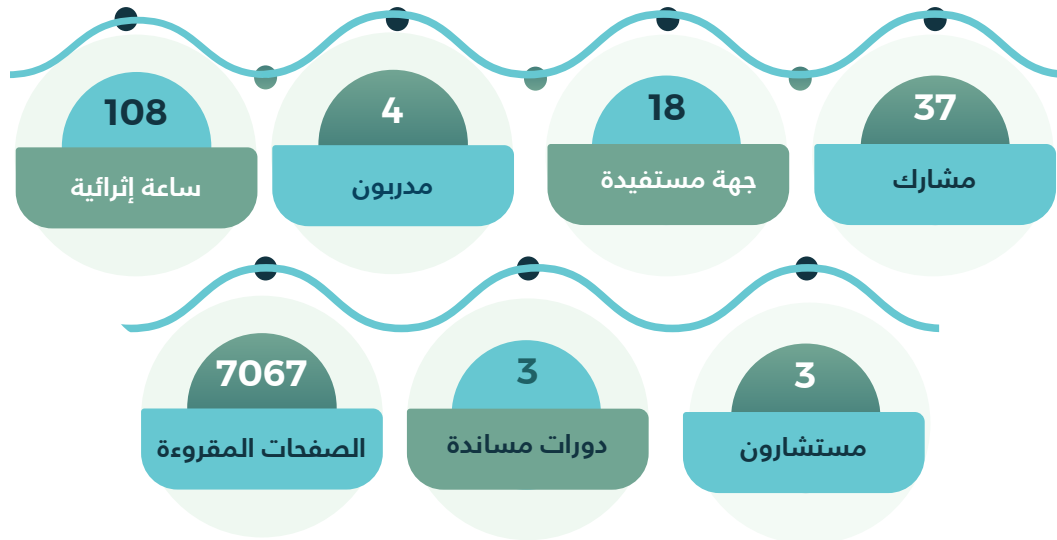 37
مشارك
18
جهة مستفيدة
4
مدربون
108
ساعة إثرائية
3
مستشارون
3
دورات مساندة
7067
الصفحات المقروءة